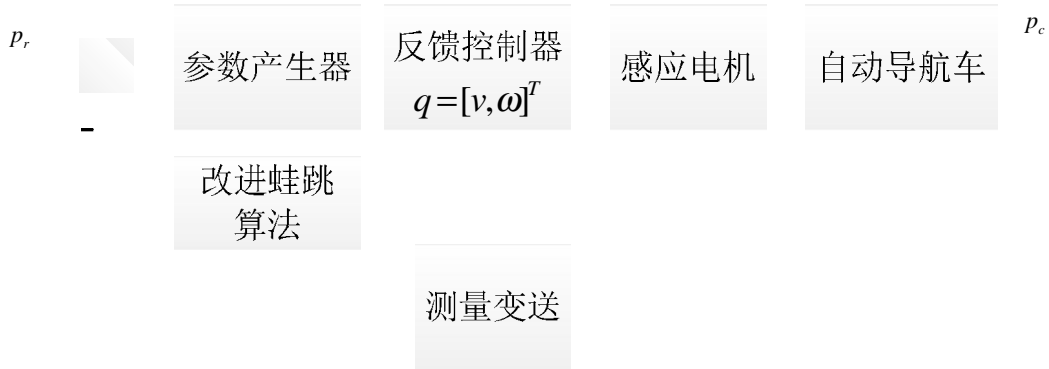 p_r
参数产生器
反馈控制器
q=[v,ω]^T
感应电机
自动导航车
p_c
-
改进蛙跳
算法
测量变送